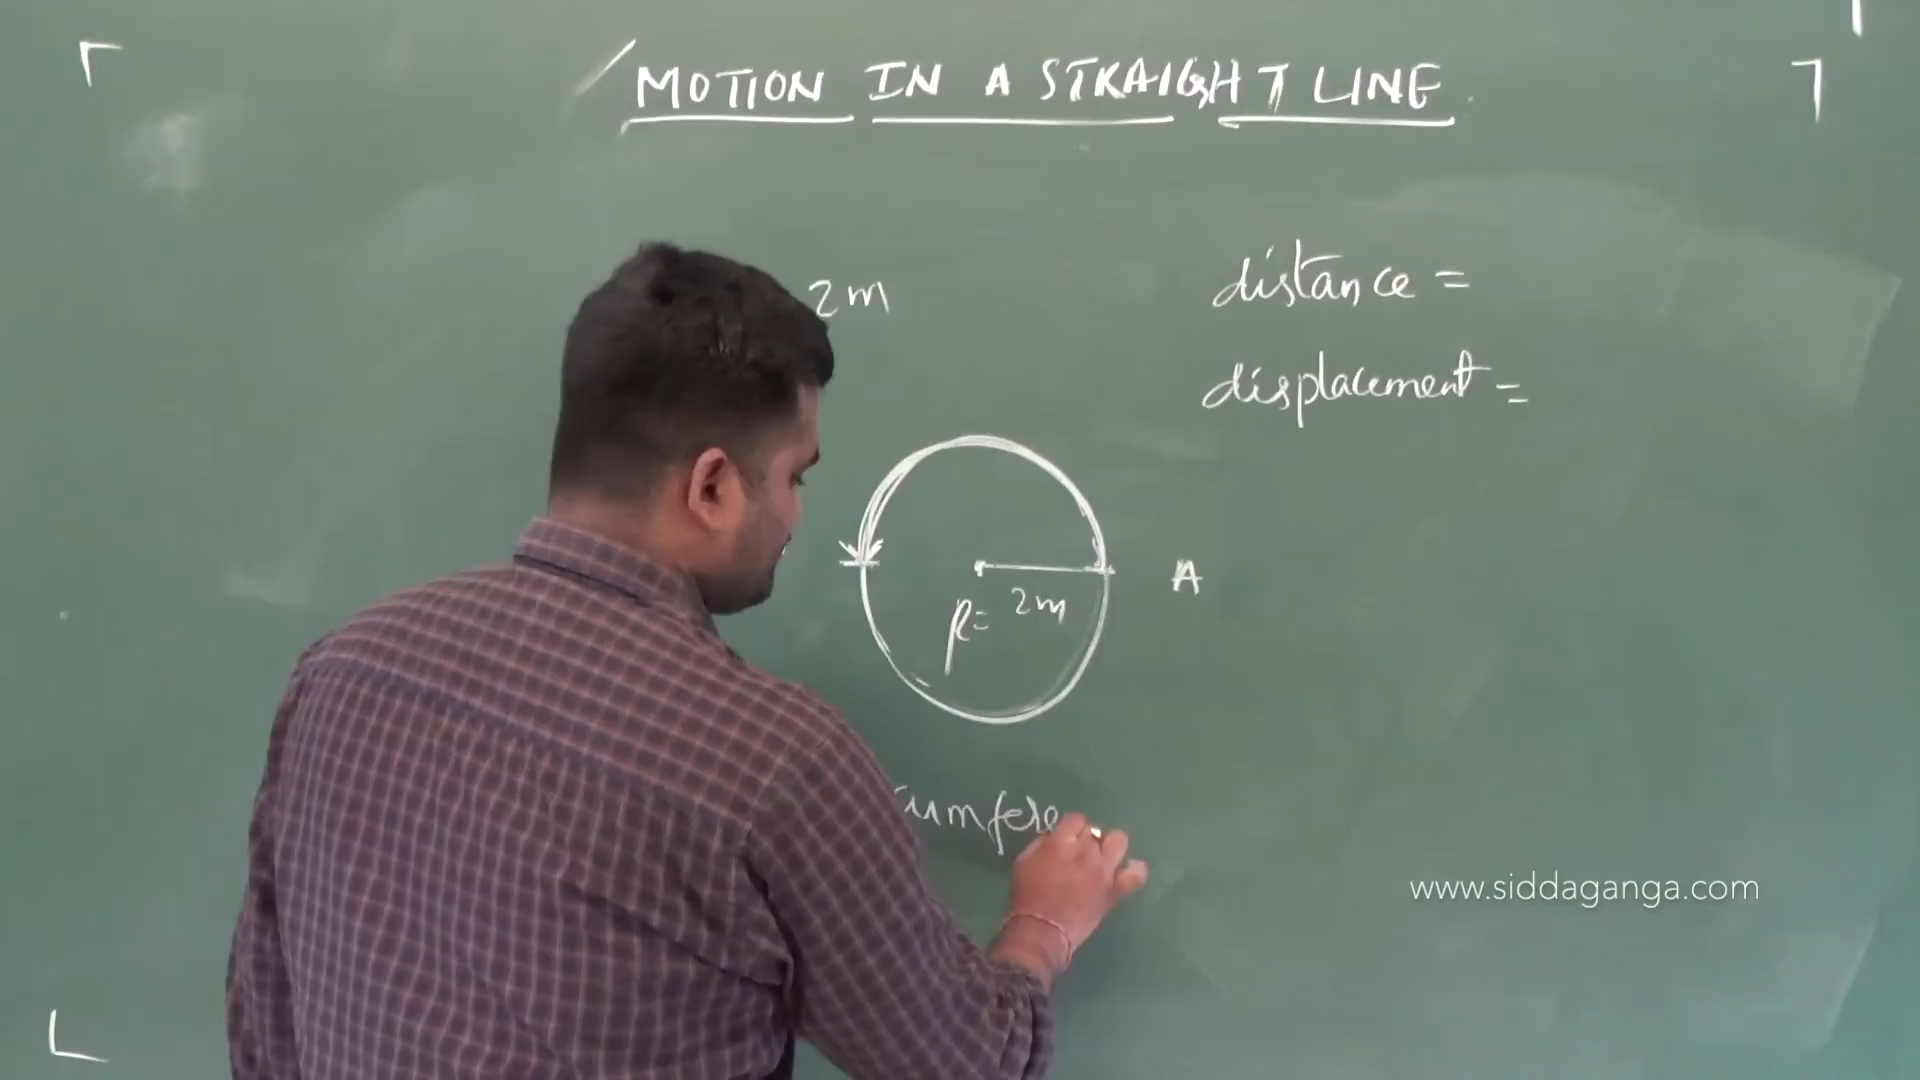 MOTION IN A STRAIGHT LINE
2m
distance =
displacement =
A
R= 2m
www.siddaganga.com